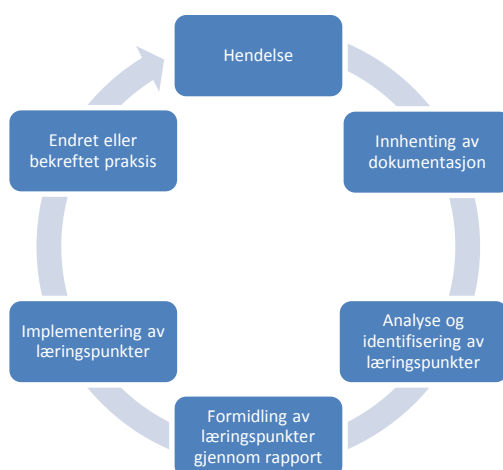 Hendelse
Innhenting av
dokumentasjon
Analyse og
identifisering av
læringspunkter
Formidling av
læringspunkter
gjennom rapport
Implementering av
læringspunkter
Endret eller
bekreftet praksis